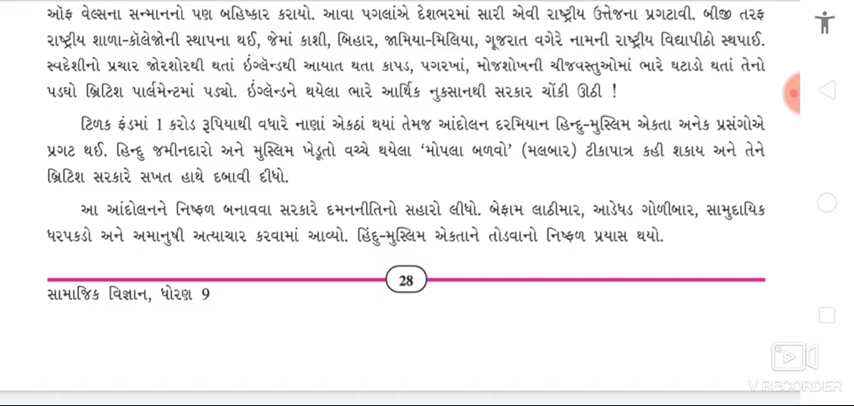 ઑફ વેલ્સના સન્માનનો પણ બહિષ્કાર કરાયો. આવા પગલાંએ દેશભરમાં સારી એવી રાષ્ટ્રીય ઉત્તેજના પ્રગટાવી. બીજી તરફ
રાષ્ટ્રીય શાળા-કૉલેજોની સ્થાપના થઈ, જેમાં કાશી, બિહાર, જામિયા-મિલિયા, ગૂજરાત વગેરે નામની રાષ્ટ્રીય વિદ્યાપીઠો સ્થપાઈ.
સ્વદેશીનો પ્રચાર જોરશોરથી થતાં ઇંગ્લૅન્ડથી આયાત થતા કાપડ, પગરખાં, મોજશોખની ચીજવસ્તુઓમાં ભારે ઘટાડો થતાં તેનો
પડઘો બ્રિટિશ પાર્લમેન્ટમાં પડ્યો. ઇંગ્લૅન્ડને થયેલા ભારે આર્થિક નુકસાનથી સરકાર ચોંકી ઊઠી !
ટિળક ફંડમાં 1 કરોડ રૂપિયાથી વધારે નાણાં એકઠાં થયાં તેમજ આંદોલન દરમિયાન હિન્દુ-મુસ્લિમ એકતા અનેક પ્રસંગોએ
પ્રગટ થઈ. હિન્દુ જમીનદારો અને મુસ્લિમ ખેડૂતો વચ્ચે થયેલા ‘મોપલા બળવો’ (મલબાર) ટીકાપાત્ર કહી શકાય અને તેને
બ્રિટિશ સરકારે સખત હાથે દબાવી દીધો.
આ આંદોલનને નિષ્ફળ બનાવવા સરકારે દમનનીતિનો સહારો લીધો. બેફામ લાઠીમાર, આડેધડ ગોળીબાર, સામુદાયિક
ધરપકડો અને અમાનુષી અત્યાચાર કરવામાં આવ્યો. હિંદુ-મુસ્લિમ એકતાને તોડવાનો નિષ્ફળ પ્રયાસ થયો.
28
સામાજિક વિજ્ઞાન, ધોરણ 9
V RECORDER